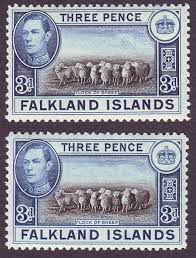 THREE PENCE
3d 3d
FLOCK OF SHEEP
FALKLAND ISLANDS
THREE PENCE
FLOCK OF SHEEP
3d 3d
FALKLAND ISLANDS